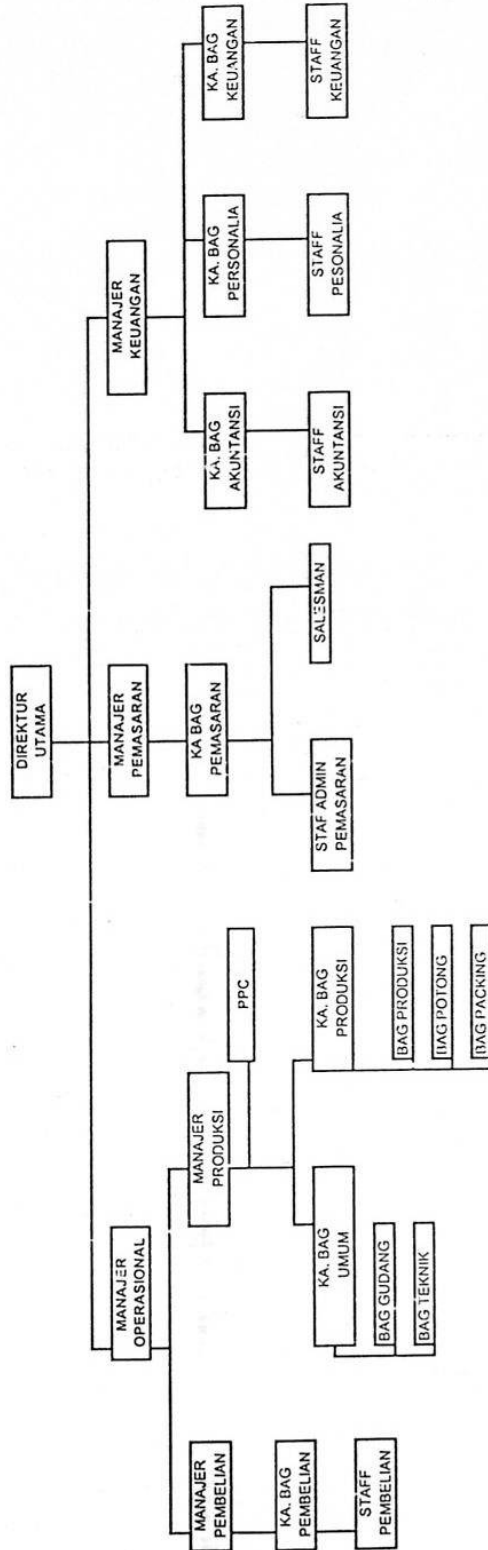 DIREKTUR
UTAMA
MANAJER
OPERASIONAL
MANAJER
PEMASARAN
MANAJER
KEUANGAN
MANAJER
PEMBELIAN
MANAJER
PRODUKSI
PPC
KA BAG
PEMASARAN
KA. BAG
AKUNTANSI
KA. BAG
PERSONALIA
KA. BAG
KEUANGAN
KA. BAG
PEMBELIAN
KA. BAG
UMUM
KA. BAG
PRODUKSI
STAF ADMIN
PEMASARAN
SALESMAN
STAFF
AKUNTANSI
STAFF
PESONALIA
STAFF
KEUANGAN
STAFF
PEMBELIAN
BAG GUDANG
BAG TEKNIK
BAG PRODUKSI
BAG POTONG
BAG PACKING